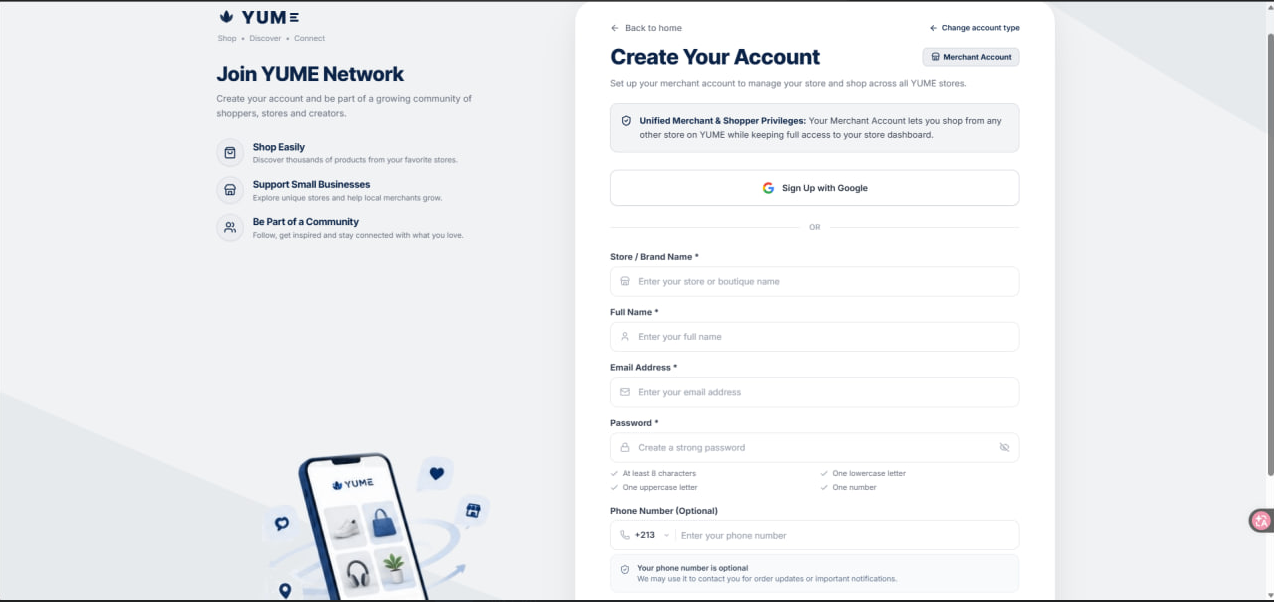 YUME
Shop • Discover • Connect
Join YUME Network
Create your account and be part of a growing community of
shoppers, stores and creators.
Shop Easily
Discover thousands of products from your favorite stores.
Support Small Businesses
Explore unique stores and help local merchants grow.
Be Part of a Community
Follow, get inspired and stay connected with what you love.
YUME
Back to home
Change account type
Create Your Account
Merchant Account
Set up your merchant account to manage your store and shop across all YUME stores.
Unified Merchant & Shopper Privileges: Your Merchant Account lets you shop from any
other store on YUME while keeping full access to your store dashboard.
Sign Up with Google
OR
Store / Brand Name *
Enter your store or boutique name
Full Name *
Enter your full name
Email Address *
Enter your email address
Password *
Create a strong password
At least 8 characters
One lowercase letter
One uppercase letter
One number
Phone Number (Optional)
+213
Enter your phone number
Your phone number is optional
We may use it to contact you for order updates or important notifications.